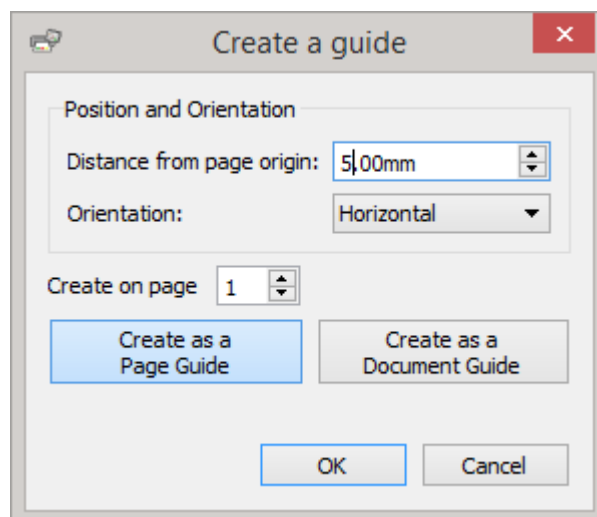 Create a guide
Position and Orientation
Distance from page origin: 5.00mm
Orientation: Horizontal
Create on page 1
Create as a
Page Guide
Create as a
Document Guide
OK Cancel